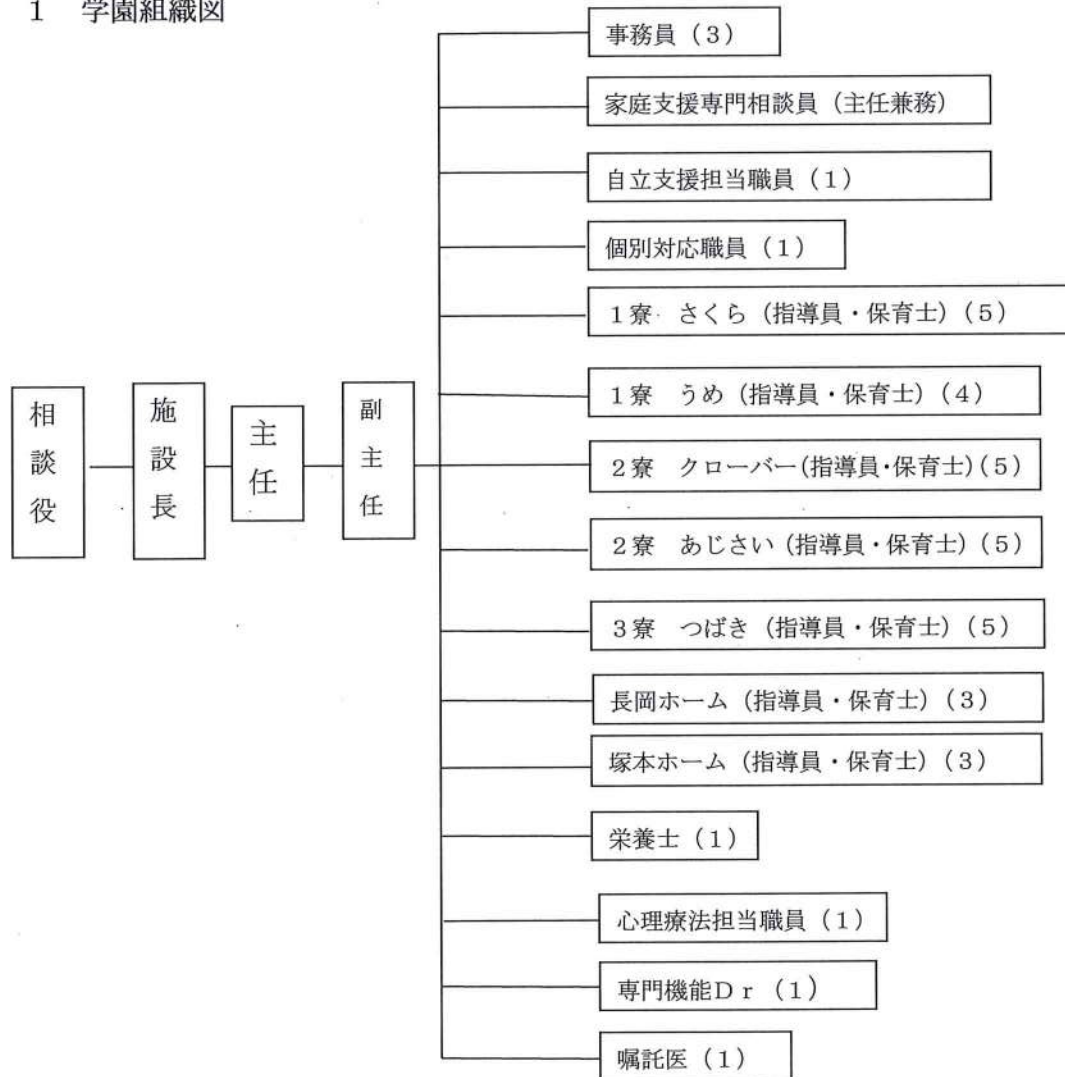 1 学園組織図
事務員（3）
家庭支援専門相談員（主任兼務）
自立支援担当職員（1）
個別対応職員（1）
1寮 さくら（指導員・保育士）（5）
1寮 うめ（指導員・保育士）（4）
2寮 クローバー（指導員・保育士）（5）
2寮 あじさい（指導員・保育士）（5）
3寮 つばき（指導員・保育士）（5）
長岡ホーム（指導員・保育士）（3）
塚本ホーム（指導員・保育士）（3）
栄養士（1）
心理療法担当職員（1）
専門機能Dr（1）
嘱託医（1）
相談役
施設長
主任
副主任